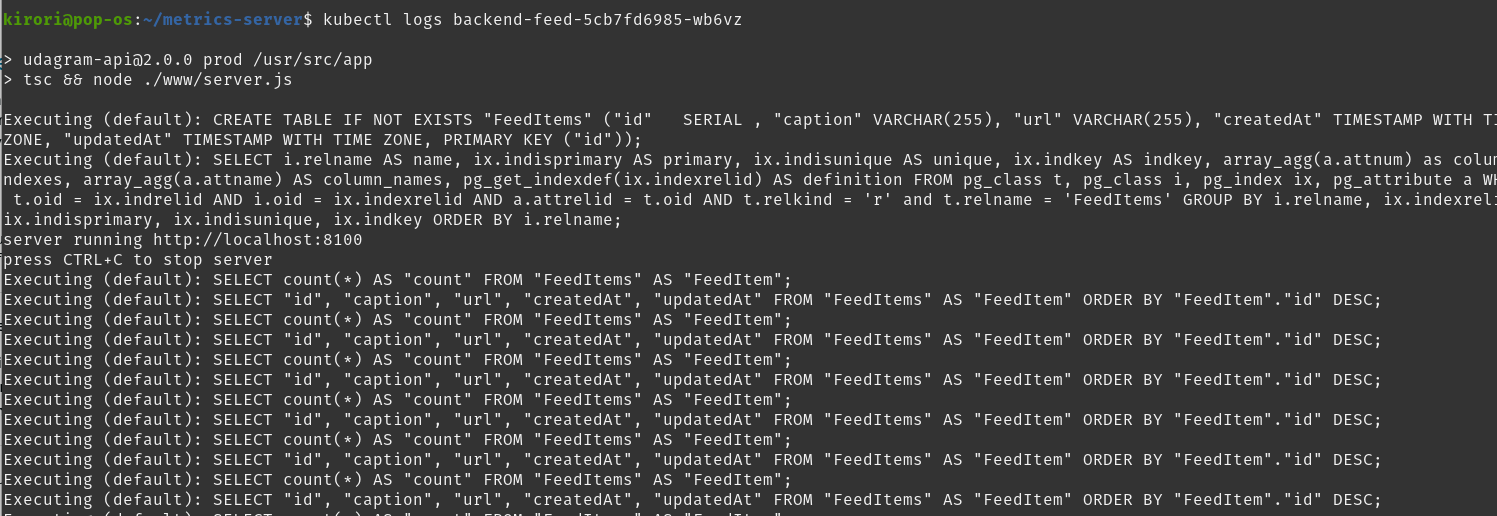 kirori@pop-os:~/metrics-server$ kubectl logs backend-feed-5cb7fd6985-wb6vz
> udagram-api@2.0.0 prod /usr/src/app
> tsc && node ./www/server.js
Executing (default): CREATE TABLE IF NOT EXISTS "FeedItems" ("id"   SERIAL , "caption" VARCHAR(255), "url" VARCHAR(255), "createdAt" TIMESTAMP WITH TI
ZONE, "updatedAt" TIMESTAMP WITH TIME ZONE, PRIMARY KEY ("id"));
Executing (default): SELECT i.relname AS name, ix.indisprimary AS primary, ix.indisunique AS unique, ix.indkey AS indkey, array_agg(a.attnum) as colum
ndexes, array_agg(a.attname) AS column_names, pg_get_indexdef(ix.indexrelid) AS definition FROM pg_class t, pg_class i, pg_index ix, pg_attribute a WH
t.oid = ix.indrelid AND i.oid = ix.indexrelid AND a.attrelid = t.oid AND t.relkind = 'r' and t.relname = 'FeedItems' GROUP BY i.relname, ix.indexreli
ix.indisprimary, ix.indisunique, ix.indkey ORDER BY i.relname;
server running http://localhost:8100
press CTRL+C to stop server
Executing (default): SELECT count(*) AS "count" FROM "FeedItems" AS "FeedItem";
Executing (default): SELECT "id", "caption", "url", "createdAt", "updatedAt" FROM "FeedItems" AS "FeedItem" ORDER BY "FeedItem"."id" DESC;
Executing (default): SELECT count(*) AS "count" FROM "FeedItems" AS "FeedItem";
Executing (default): SELECT "id", "caption", "url", "createdAt", "updatedAt" FROM "FeedItems" AS "FeedItem" ORDER BY "FeedItem"."id" DESC;
Executing (default): SELECT count(*) AS "count" FROM "FeedItems" AS "FeedItem";
Executing (default): SELECT "id", "caption", "url", "createdAt", "updatedAt" FROM "FeedItems" AS "FeedItem" ORDER BY "FeedItem"."id" DESC;
Executing (default): SELECT count(*) AS "count" FROM "FeedItems" AS "FeedItem";
Executing (default): SELECT "id", "caption", "url", "createdAt", "updatedAt" FROM "FeedItems" AS "FeedItem" ORDER BY "FeedItem"."id" DESC;
Executing (default): SELECT count(*) AS "count" FROM "FeedItems" AS "FeedItem";
Executing (default): SELECT "id", "caption", "url", "createdAt", "updatedAt" FROM "FeedItems" AS "FeedItem" ORDER BY "FeedItem"."id" DESC;
Executing (default): SELECT count(*) AS "count" FROM "FeedItems" AS "FeedItem";
Executing (default): SELECT "id", "caption", "url", "createdAt", "updatedAt" FROM "FeedItems" AS "FeedItem" ORDER BY "FeedItem"."id" DESC;